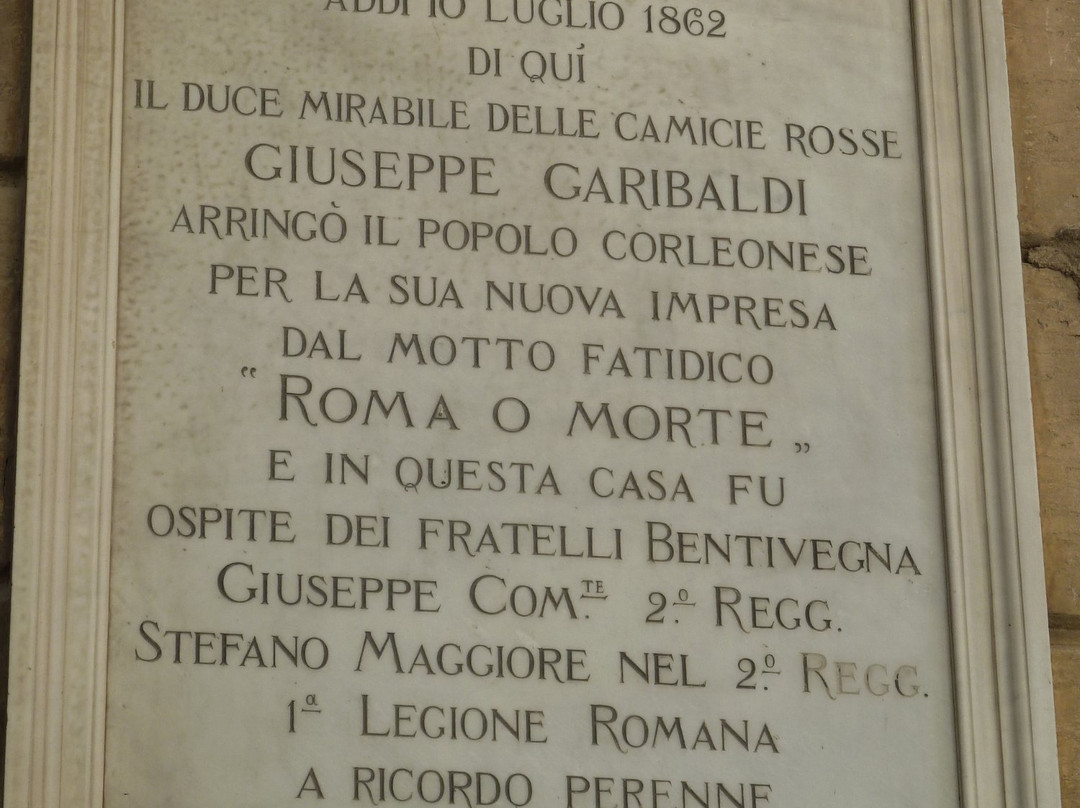 ADDÌ 10 LUGLIO 1862
DI QUÍ
IL DUCE MIRABILE DELLE CAMICIE ROSSE
GIUSEPPE GARIBALDI
ARRINGÒ IL POPOLO CORLEONESE
PER LA SUA NUOVA IMPRESA
DAL MOTTO FATIDICO
“ ROMA O MORTE „
E IN QUESTA CASA FU
OSPITE DEI FRATELLI BENTIVEGNA
GIUSEPPE COM.TE 2.º REGG.
STEFANO MAGGIORE NEL 2.º REGG.
1ª LEGIONE ROMANA
A RICORDO PERENNE